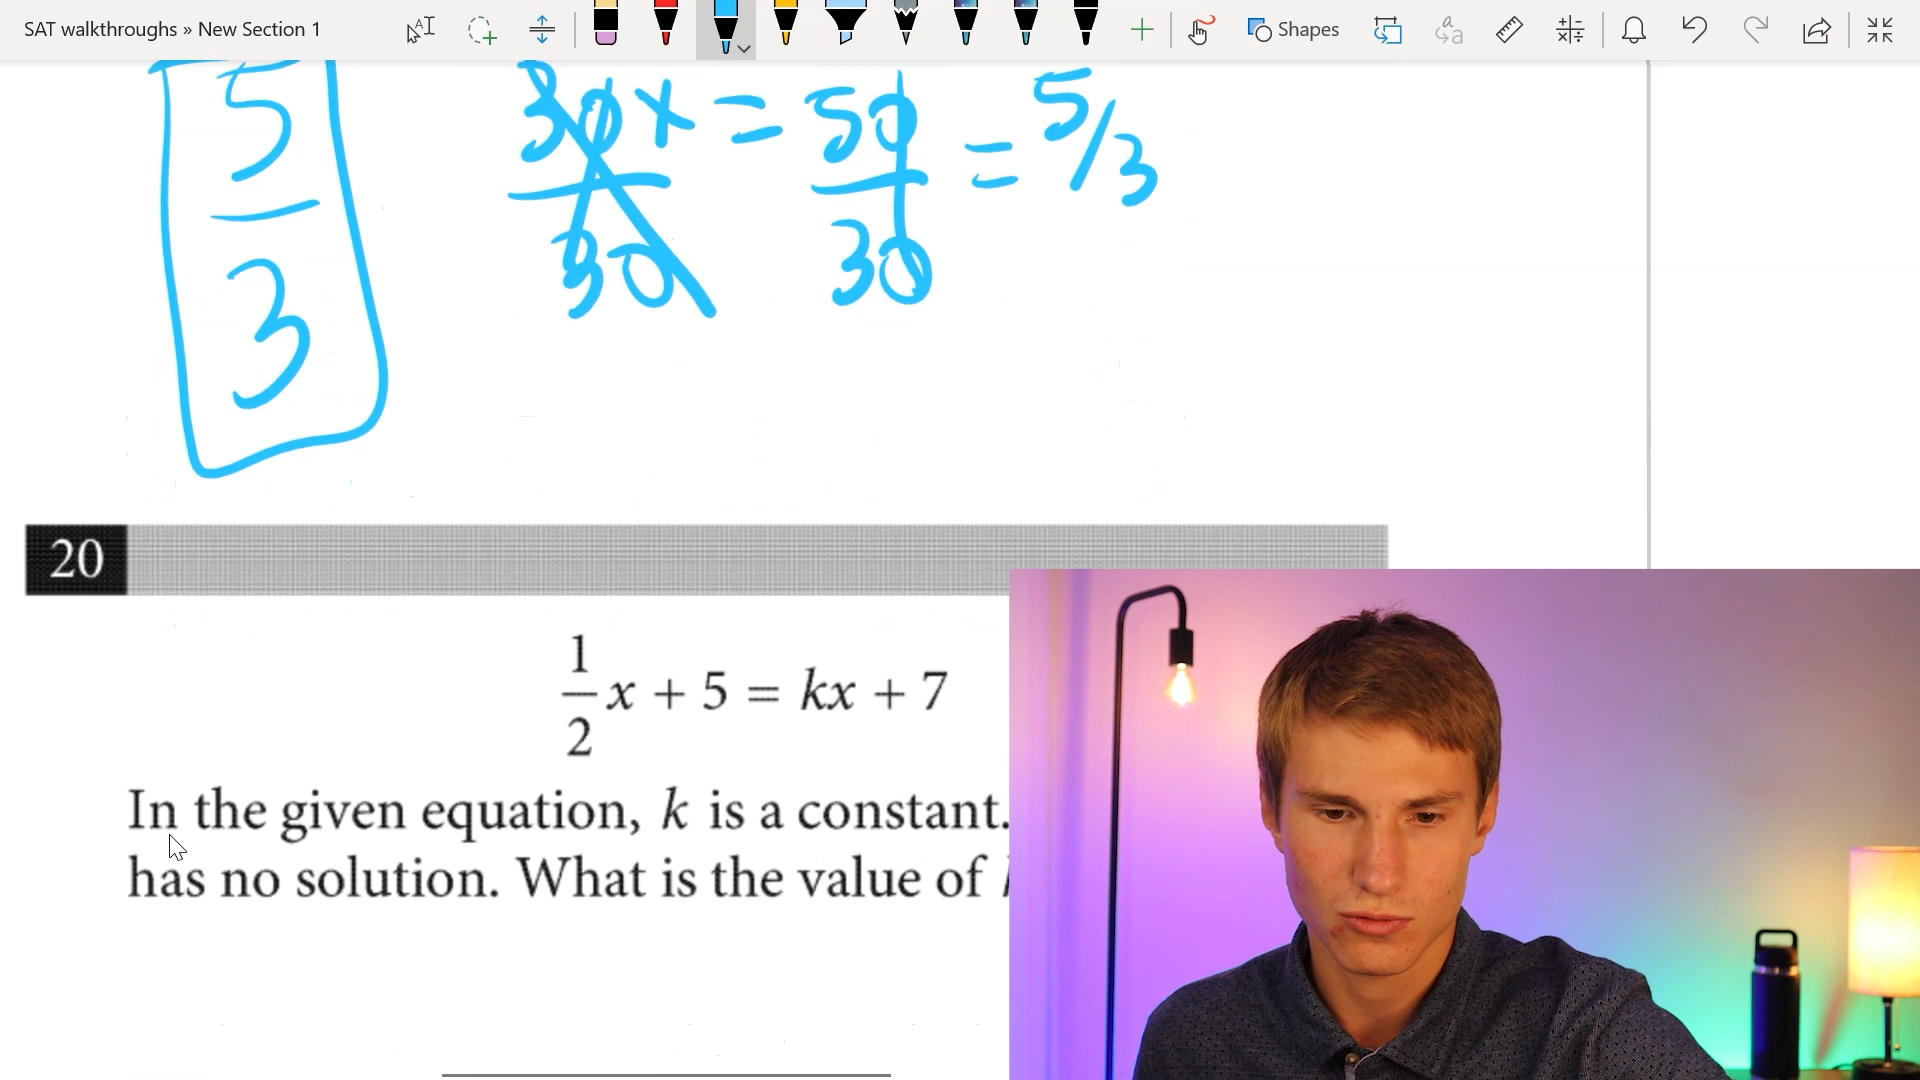 SAT walkthroughs » New Section 1
Shapes
5
3
30x = 50 = 5/3
30 30
20
1
2
x + 5 = kx + 7
In the given equation, k is a constant.
has no solution. What is the value of